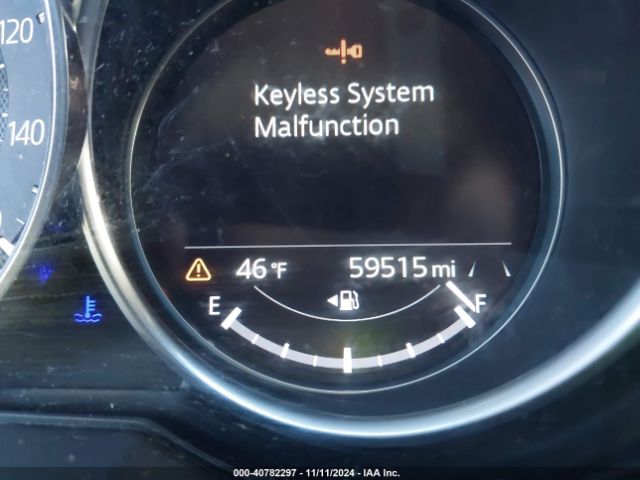 120
140
Keyless System
Malfunction
46°F 59515 mi
E F
000-40782297 - 11/11/2024 - IAA Inc.